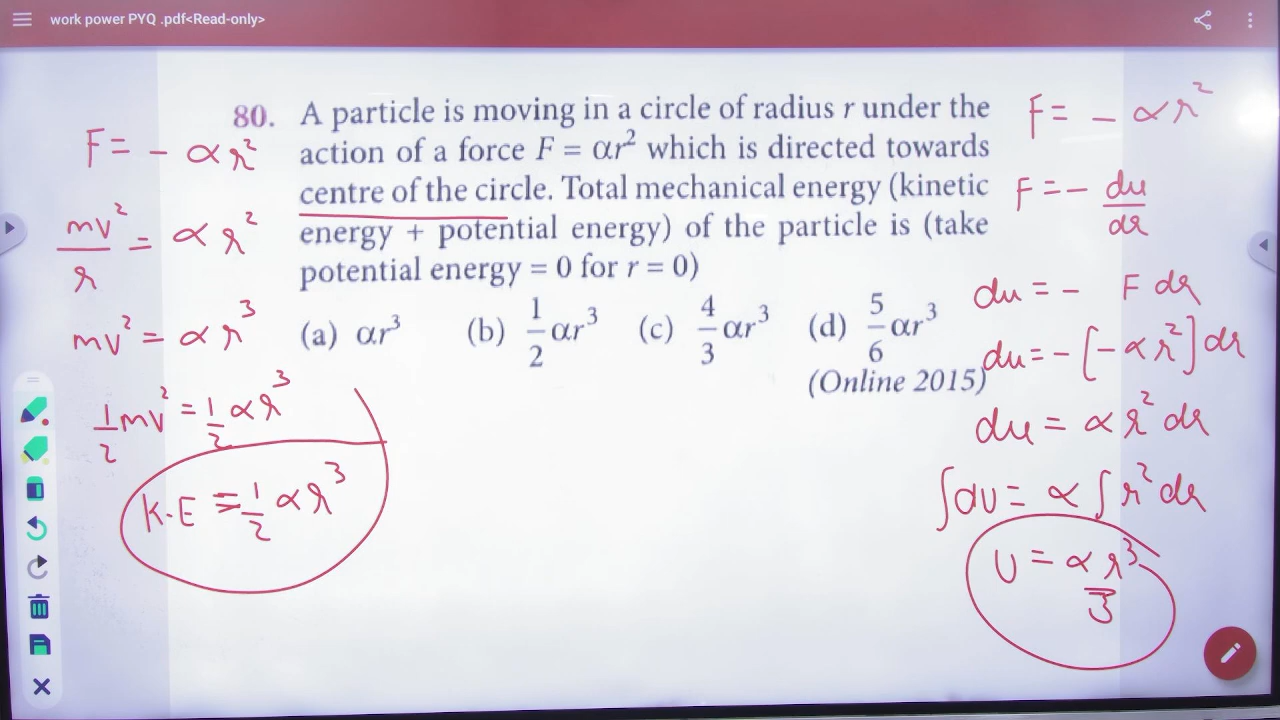 work power PYQ .pdf<Read-only>
80. A particle is moving in a circle of radius r under the
action of a force F = αr² which is directed towards
centre of the circle. Total mechanical energy (kinetic
energy + potential energy) of the particle is (take
potential energy = 0 for r = 0)
(a) αr³ (b) 1/2 αr³ (c) 4/3 αr³ (d) 5/6 αr³
(Online 2015)
F = - αr²
mv²/r = αr²
mv² = αr³
1/2 mv² = 1/2 αr³
K.E = 1/2 αr³
F = - αr²
F = - du/dr
du = - F dr
du = - [-αr²] dr
du = αr² dr
∫du = α ∫r² dr
U = αr³/3